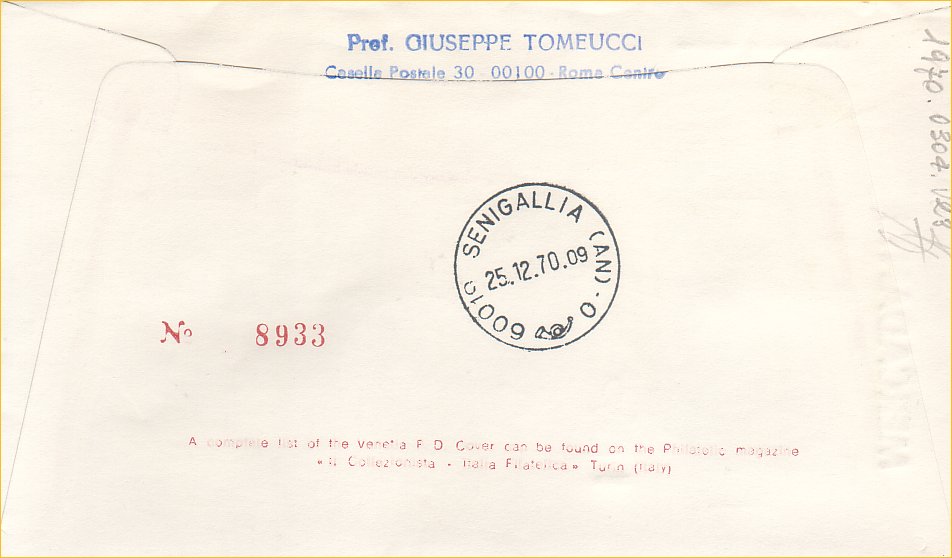 Prof. GIUSEPPE TOMEUCCI
Casella Postale 30 - 00100 - Roma Centro
60019 SENIGALLIA (AN) - O
25.12.70.09
Nº 8933
A complete list of the Venetia F. D. Cover can be found on the Philatelic magazine
« Il Collezionista - Italia Filatelica » Turin (Italy)